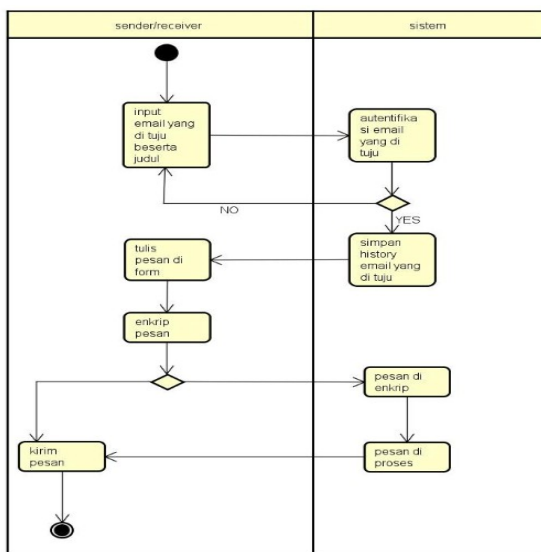 sender/receiver
sistem
input
email yang
di tuju
beserta
judul
autentifika
si email
yang di
tuju
NO
YES
simpan
history
email yang
di tuju
tulis
pesan di
form
enkrip
pesan
pesan di
enkrip
kirim
pesan
pesan di
proses